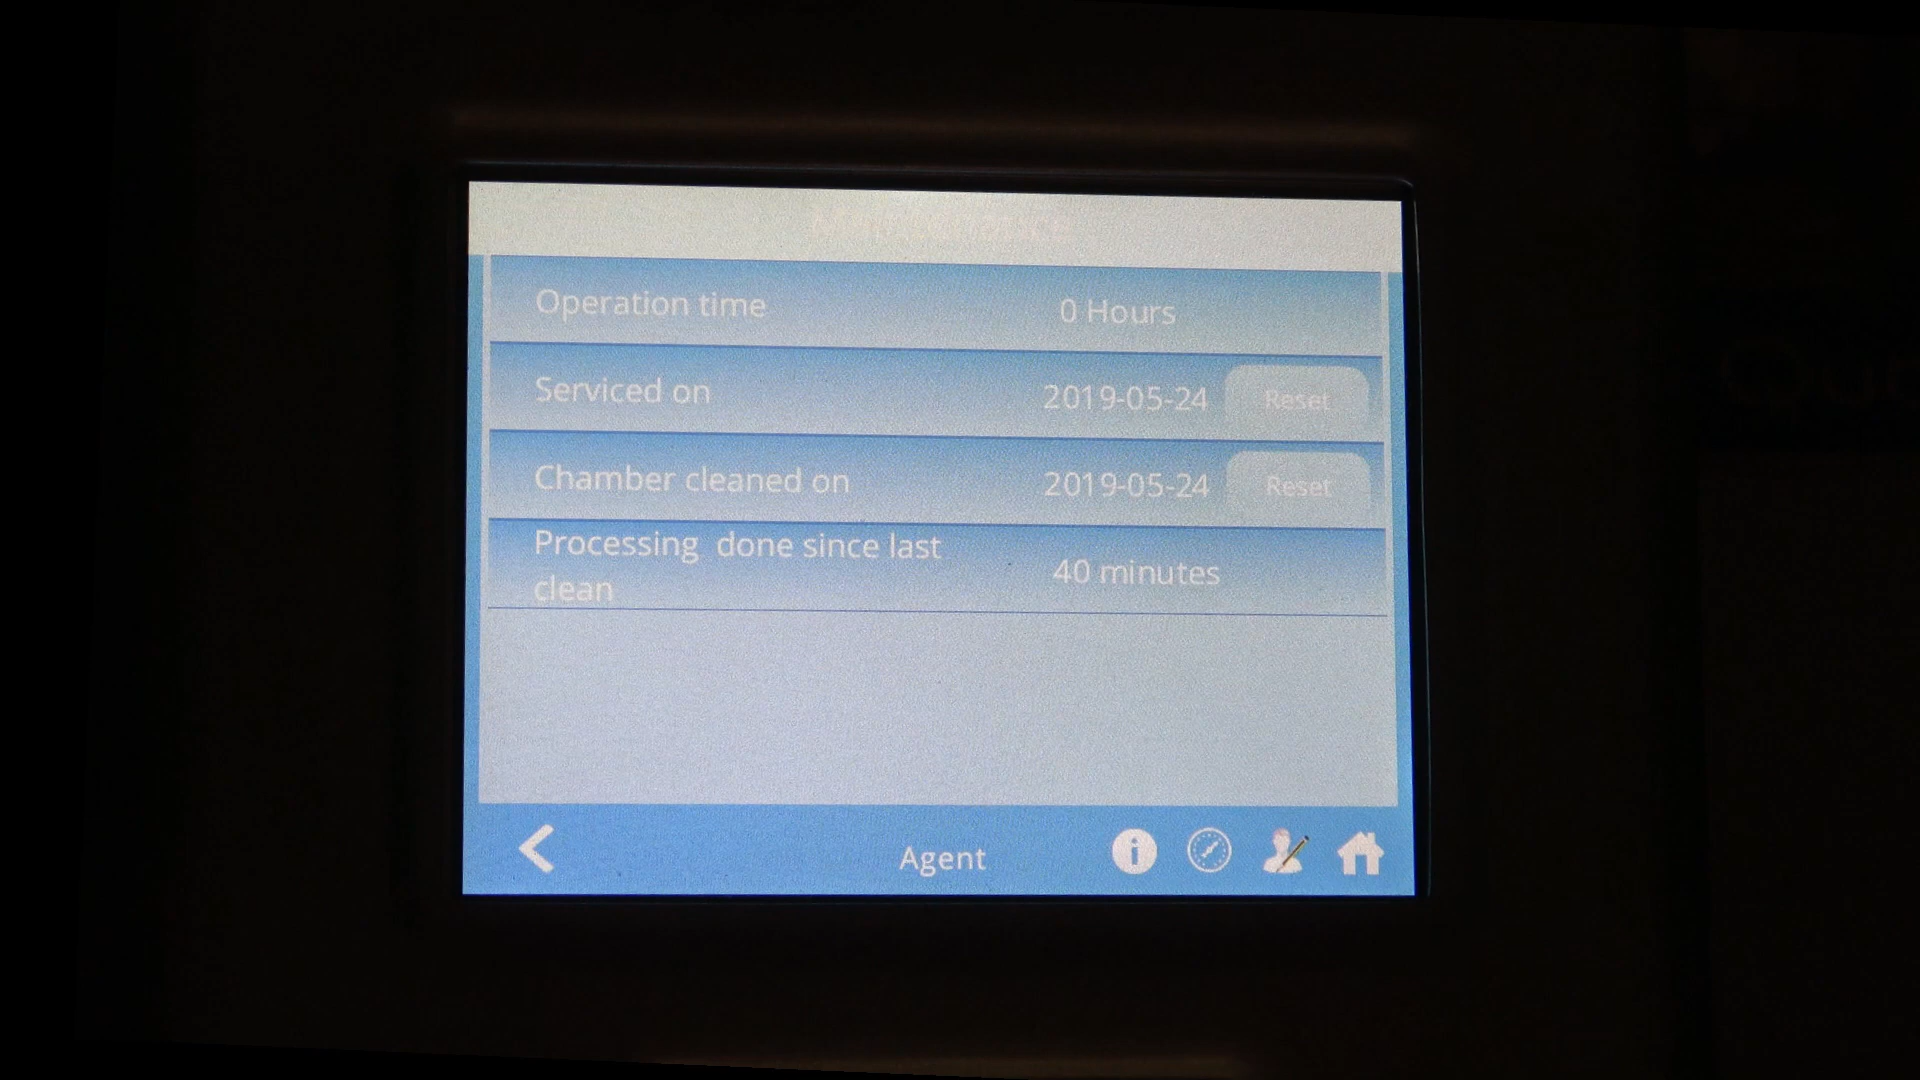 Operation time 0 Hours
Serviced on 2019-05-24 Reset
Chamber cleaned on 2019-05-24 Reset
Processing done since last
clean
40 minutes
Agent